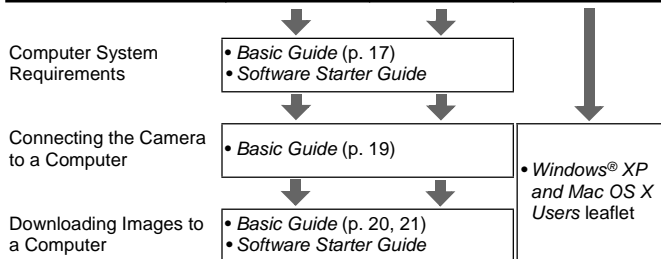 Computer System
Requirements
• Basic Guide (p. 17)
• Software Starter Guide
Connecting the Camera
to a Computer
• Basic Guide (p. 19)
• Windows® XP
and Mac OS X
Users leaflet
Downloading Images to
a Computer
• Basic Guide (p. 20, 21)
• Software Starter Guide